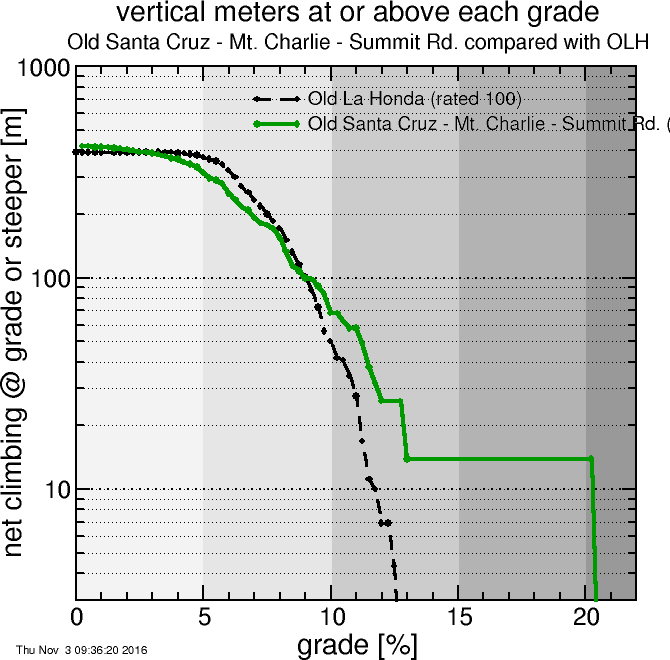 vertical meters at or above each grade
Old Santa Cruz - Mt. Charlie - Summit Rd. compared with OLH
1000
Old La Honda (rated 100)
Old Santa Cruz - Mt. Charlie - Summit Rd. (
net climbing @ grade or steeper [m]
100
10
0 5 10 15 20
grade [%]
Thu Nov 3 09:36:20 2016